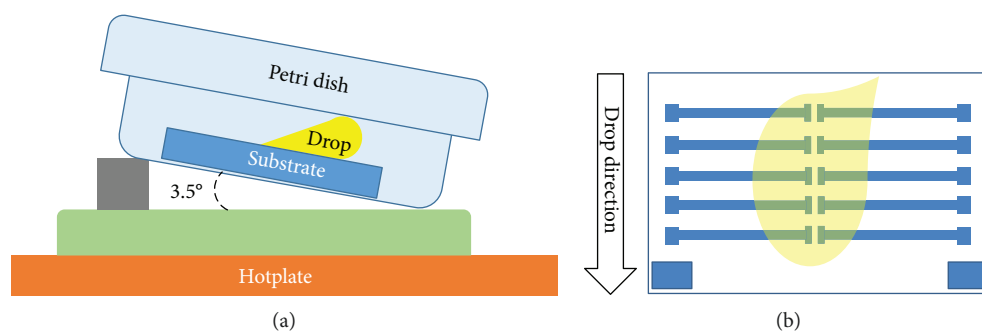 Petri dish
Drop
Substrate
3.5°
Hotplate
(a)
Drop direction
(b)